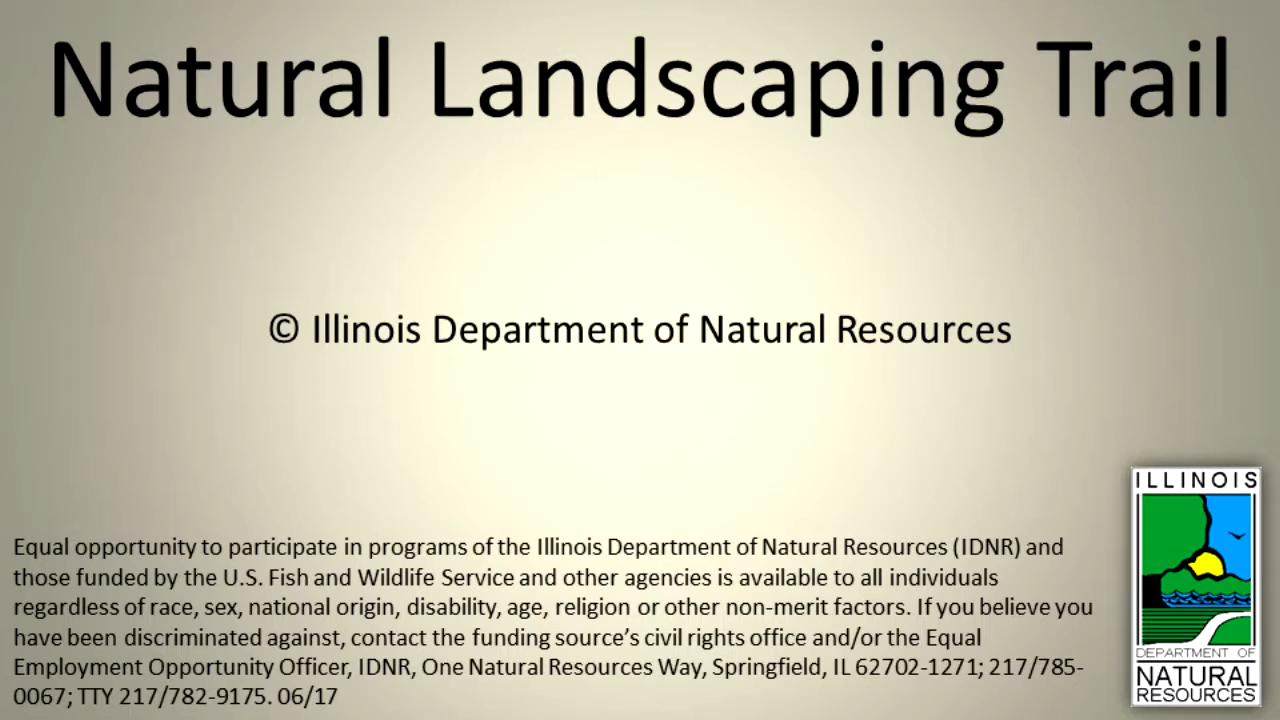 Natural Landscaping Trail
© Illinois Department of Natural Resources
Equal opportunity to participate in programs of the Illinois Department of Natural Resources (IDNR) and
those funded by the U.S. Fish and Wildlife Service and other agencies is available to all individuals
regardless of race, sex, national origin, disability, age, religion or other non-merit factors. If you believe you
have been discriminated against, contact the funding source’s civil rights office and/or the Equal
Employment Opportunity Officer, IDNR, One Natural Resources Way, Springfield, IL 62702-1271; 217/785-
0067; TTY 217/782-9175. 06/17
ILLINOIS
DEPARTMENT OF
NATURAL
RESOURCES